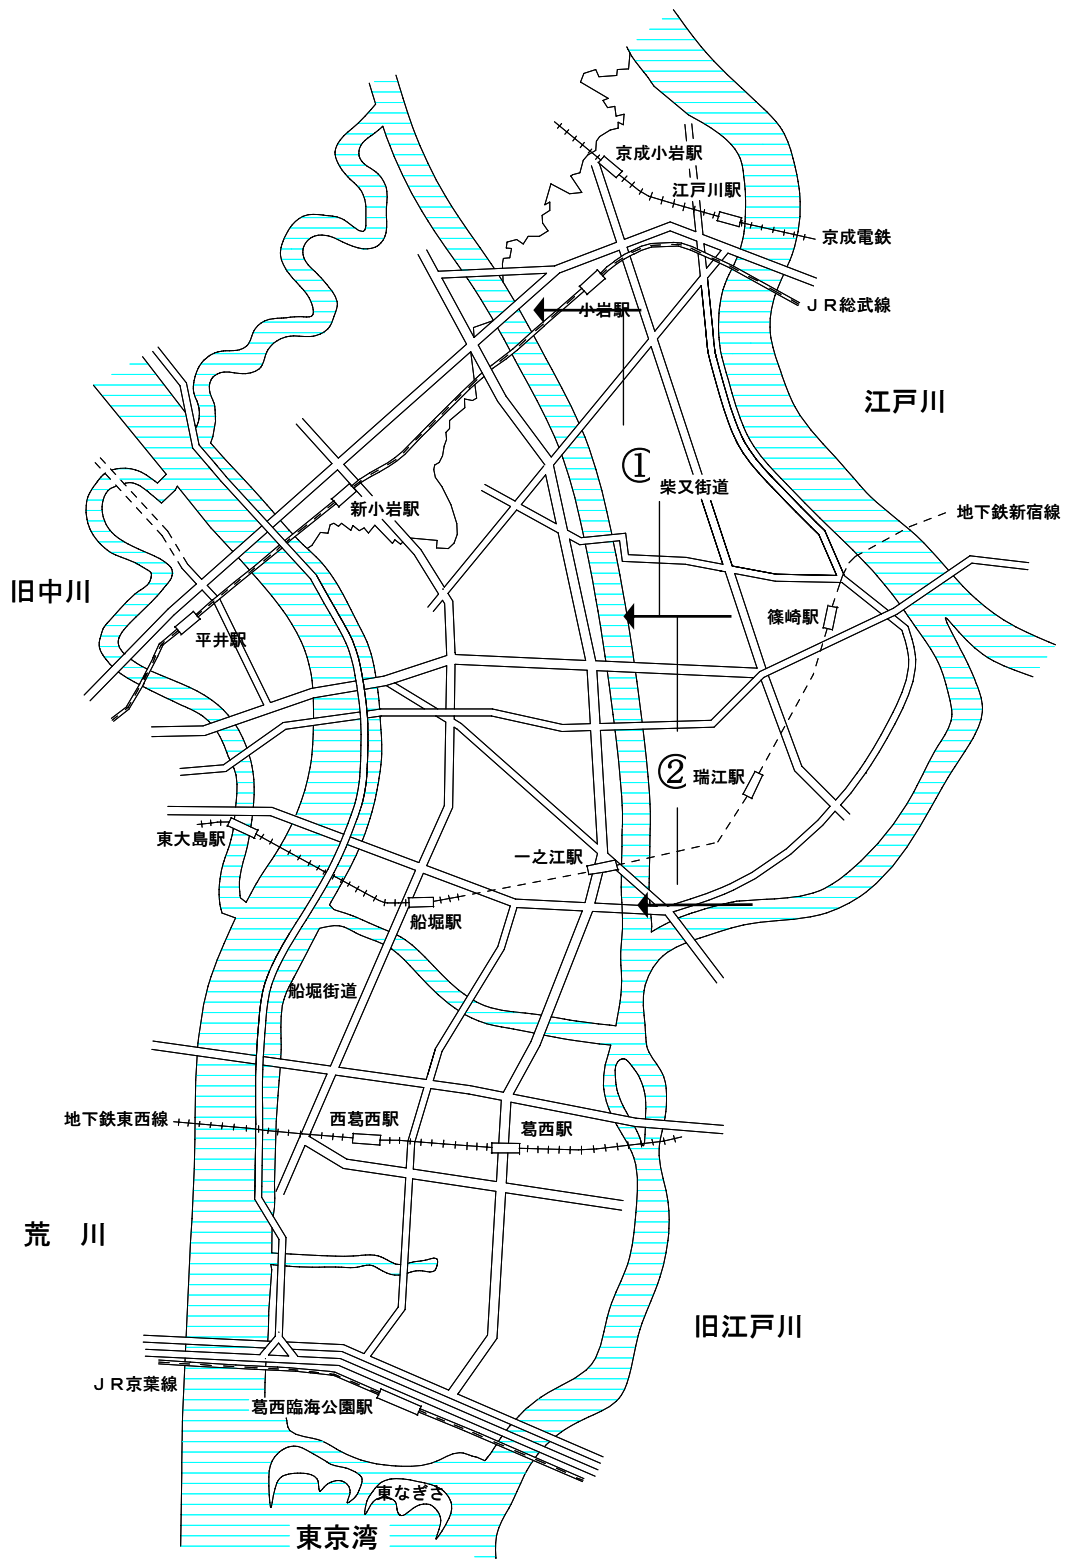 京成小岩駅
江戸川駅
京成電鉄
小岩駅
ＪＲ総武線
江戸川
①
柴又街道
新小岩駅
地下鉄新宿線
旧中川
篠崎駅
平井駅
②
瑞江駅
東大島駅
一之江駅
船堀駅
船堀街道
地下鉄東西線
西葛西駅
葛西駅
荒　川
旧江戸川
ＪＲ京葉線
葛西臨海公園駅
東なぎさ
東京湾